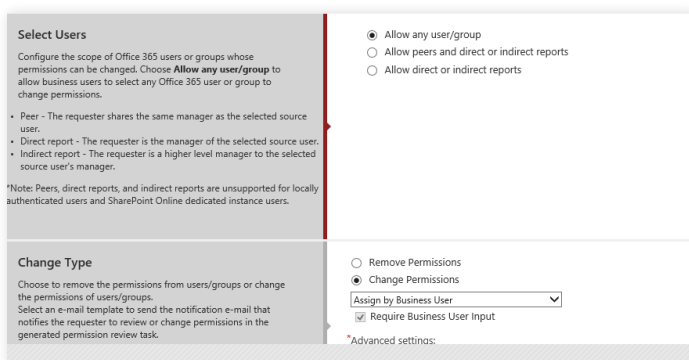 Select Users
Configure the scope of Office 365 users or groups whose
permissions can be changed. Choose Allow any user/group to
allow business users to select any Office 365 user or group to
change permissions.
• Peer - The requester shares the same manager as the selected source
user.
• Direct report - The requester is the manager of the selected source user.
• Indirect report - The requester is a higher level manager to the selected
source user's manager.
*Note: Peers, direct reports, and indirect reports are unsupported for locally
authenticated users and SharePoint Online dedicated instance users.
Allow any user/group
Allow peers and direct or indirect reports
Allow direct or indirect reports
Change Type
Choose to remove the permissions from users/groups or change
the permissions of users/groups.
Select an e-mail template to send the notification e-mail that
notifies the requester to review or change permissions in the
generated permission review task.
Remove Permissions
Change Permissions
Assign by Business User
Require Business User Input
*Advanced settings: